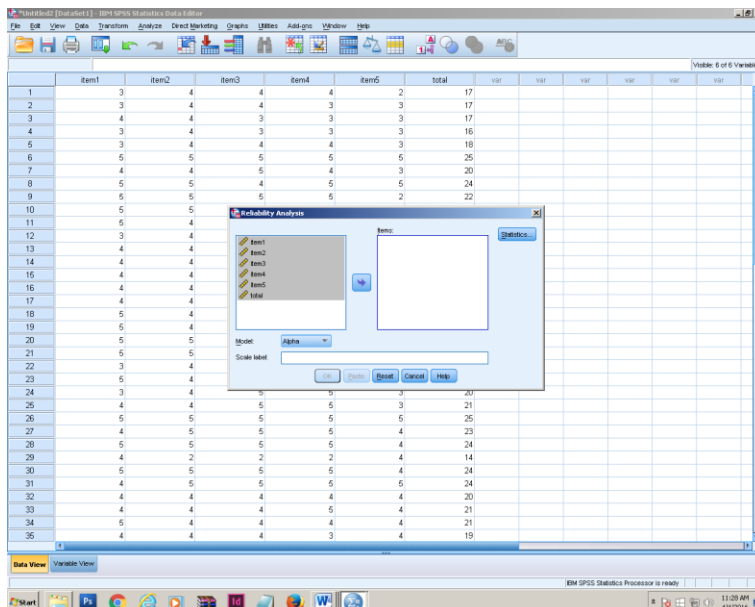 *Untitled2 [DataSet1] - IBM SPSS Statistics Data Editor
File Edit View Data Transform Analyze Direct Marketing Graphs Utilities Add-ons Window Help
Visible: 6 of 6 Variabl
item1 item2 item3 item4 item5 total var var var var var var
1 3 4 4 4 2 17
2 3 4 4 3 3 17
3 4 4 3 3 3 17
4 3 4 3 3 3 16
5 3 4 4 4 3 18
6 5 5 5 5 5 25
7 4 4 5 4 3 20
8 5 5 4 5 5 24
9 5 5 5 5 2 22
10 5 5
11 5 4
12 3 4
13 4 4
14 4 4
15 4 4
16 4 4
17 4 4
18 5 4
19 5 4
20 5 5
21 5 5
22 3 4
23 5 4
24 3 4 5 5 3 20
25 4 4 5 5 3 21
26 5 5 5 5 5 25
27 4 5 5 5 4 23
28 5 5 5 5 4 24
29 4 2 2 2 4 14
30 5 5 5 5 4 24
31 4 5 5 5 5 24
32 4 4 4 4 4 20
33 4 4 4 5 4 21
34 5 4 4 4 4 21
35 4 4 4 3 4 19
Reliability Analysis
Items:
Statistics...
item1
item2
item3
item4
item5
total
Model: Alpha
Scale label:
OK Paste Reset Cancel Help
Data View Variable View
IBM SPSS Statistics Processor is ready
Start
11:28 AM